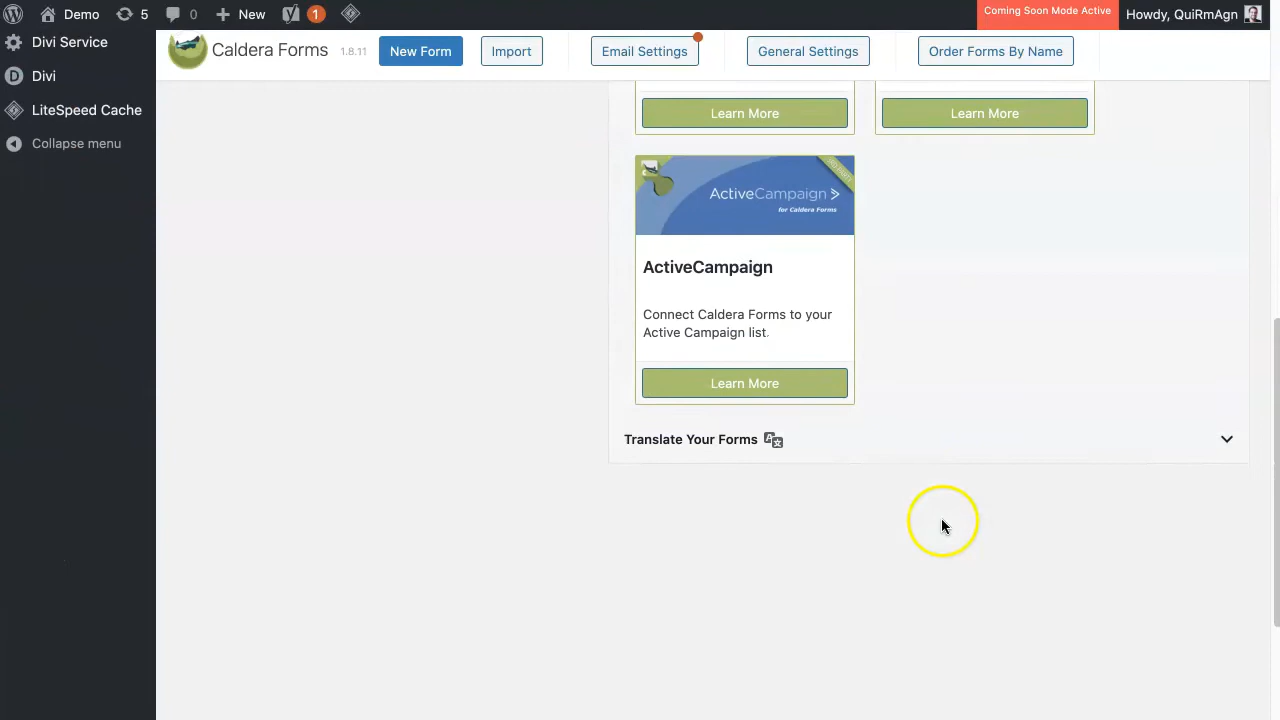 Demo
5
0
New
1
Coming Soon Mode Active
Howdy, QuiRmAgn
Divi Service
Divi
LiteSpeed Cache
Collapse menu
Caldera Forms
1.8.11
New Form
Import
Email Settings
General Settings
Order Forms By Name
Learn More
Learn More
ActiveCampaign >
for Caldera Forms
ActiveCampaign
Connect Caldera Forms to your
Active Campaign list.
Learn More
Translate Your Forms